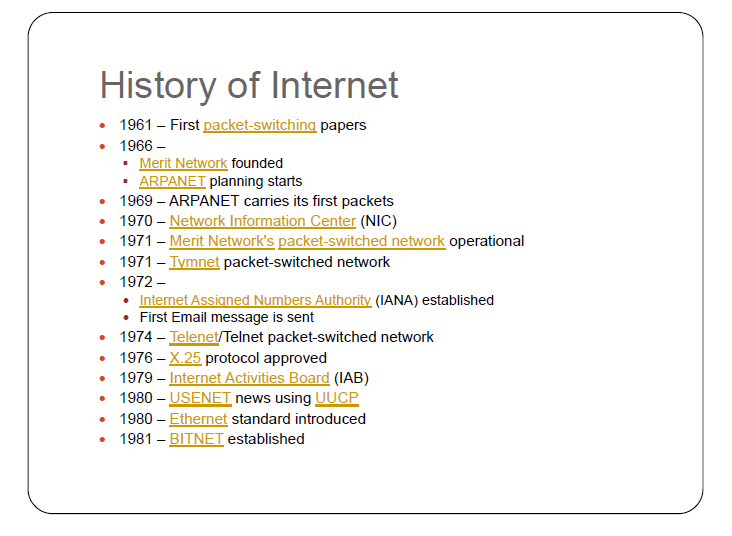 History of Internet
• 1961 – First packet-switching papers
• 1966 –
▪ Merit Network founded
▪ ARPANET planning starts
• 1969 – ARPANET carries its first packets
• 1970 – Network Information Center (NIC)
• 1971 – Merit Network's packet-switched network operational
• 1971 – Tymnet packet-switched network
• 1972 –
• Internet Assigned Numbers Authority (IANA) established
• First Email message is sent
• 1974 – Telenet/Telnet packet-switched network
• 1976 – X.25 protocol approved
• 1979 – Internet Activities Board (IAB)
• 1980 – USENET news using UUCP
• 1980 – Ethernet standard introduced
• 1981 – BITNET established